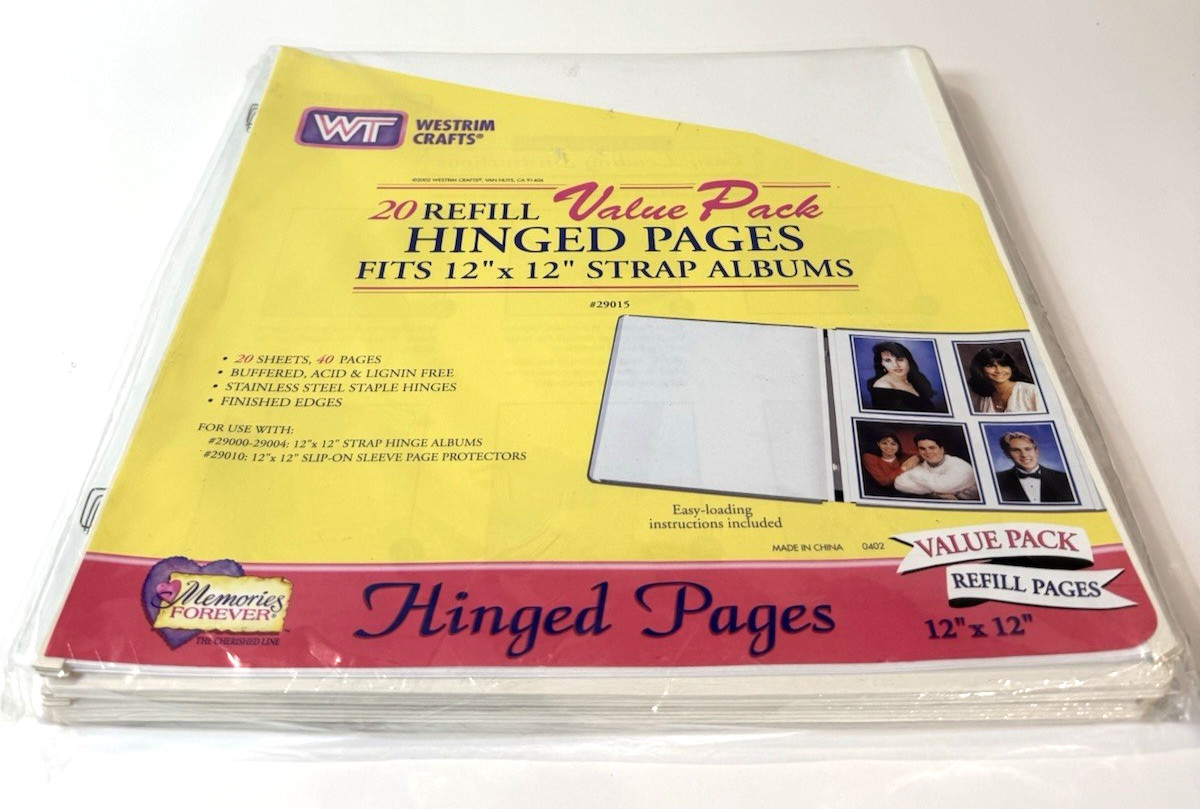 WT WESTRIM
CRAFTS®
©2002 WESTRIM CRAFTS®, VAN NUYS, CA 91406
20 REFILL Value Pack
HINGED PAGES
FITS 12" x 12" STRAP ALBUMS
#29015
• 20 SHEETS, 40 PAGES
• BUFFERED, ACID & LIGNIN FREE
• STAINLESS STEEL STAPLE HINGES
• FINISHED EDGES
FOR USE WITH:
#29000-29004: 12"x 12" STRAP HINGE ALBUMS
#29010: 12"x 12" SLIP-ON SLEEVE PAGE PROTECTORS
Easy-loading
instructions included
MADE IN CHINA 0402
VALUE PACK
REFILL PAGES
12" x 12"
Memories
FOREVER®
THE CHERISHED LINE™
Hinged Pages